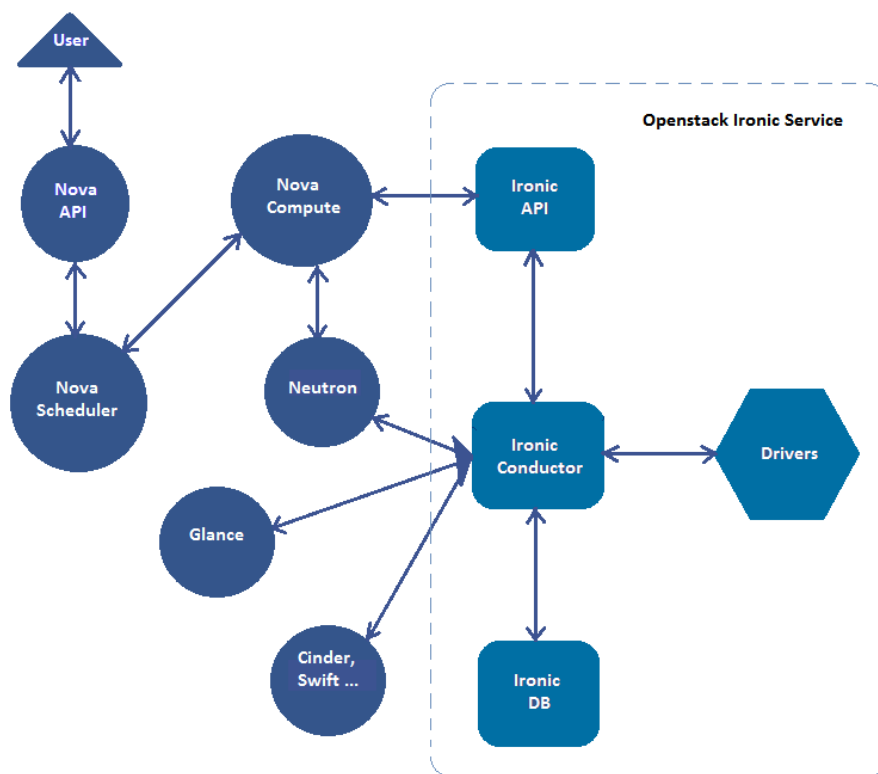 User
Openstack Ironic Service
Nova
API
Nova
Compute
Ironic
API
Nova
Scheduler
Neutron
Ironic
Conductor
Drivers
Glance
Cinder,
Swift ...
Ironic
DB